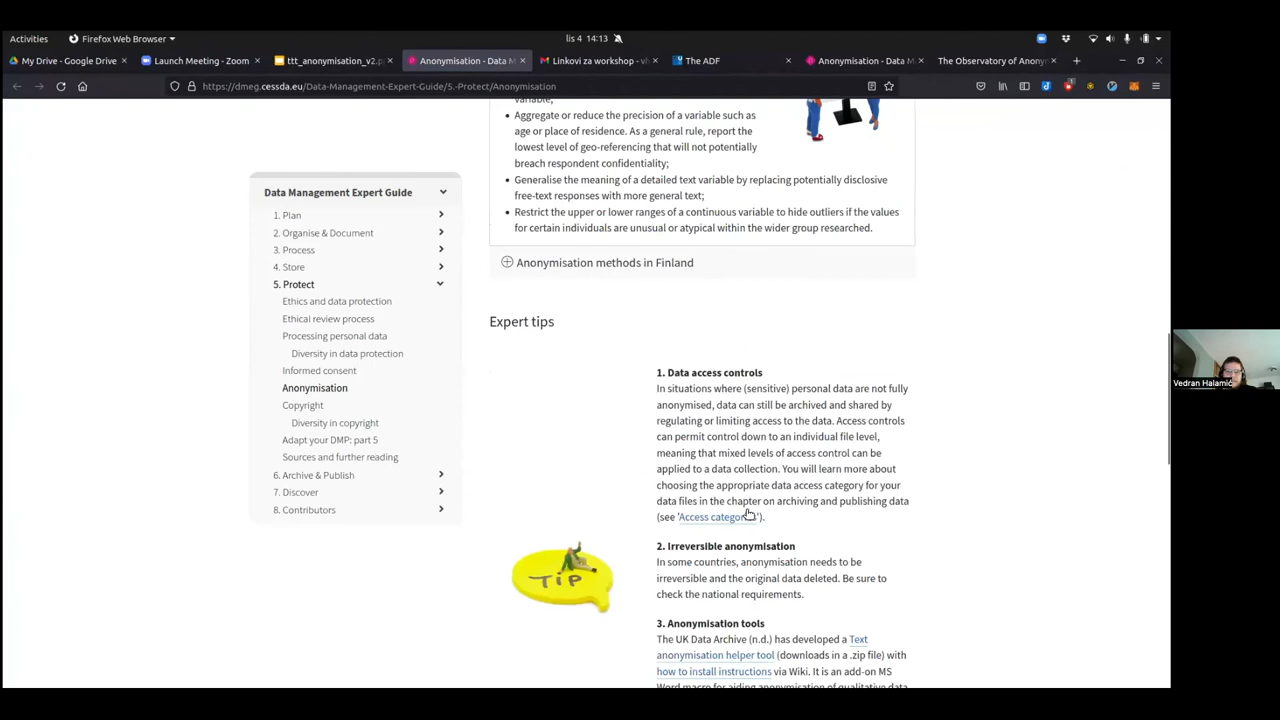 Activities
Firefox Web Browser
lis 4 14:13
My Drive - Google Drive
Launch Meeting - Zoom
ttt_anonymisation_v2.p
Anonymisation - Data M
Linkovi za workshop - vh
The ADF
Anonymisation - Data M
The Observatory of Anony
https://dmeg.cessda.eu/Data-Management-Expert-Guide/5.-Protect/Anonymisation
variable;
• Aggregate or reduce the precision of a variable such as
age or place of residence. As a general rule, report the
lowest level of geo-referencing that will not potentially
breach respondent confidentiality;
• Generalise the meaning of a detailed text variable by replacing potentially disclosive
free-text responses with more general text;
• Restrict the upper or lower ranges of a continuous variable to hide outliers if the values
for certain individuals are unusual or atypical within the wider group researched.
Anonymisation methods in Finland
Data Management Expert Guide
1. Plan
2. Organise & Document
3. Process
4. Store
5. Protect
Ethics and data protection
Ethical review process
Processing personal data
Diversity in data protection
Informed consent
Anonymisation
Copyright
Diversity in copyright
Adapt your DMP: part 5
Sources and further reading
6. Archive & Publish
7. Discover
8. Contributors
Expert tips
1. Data access controls
In situations where (sensitive) personal data are not fully
anonymised, data can still be archived and shared by
regulating or limiting access to the data. Access controls
can permit control down to an individual file level,
meaning that mixed levels of access control can be
applied to a data collection. You will learn more about
choosing the appropriate data access category for your
data files in the chapter on archiving and publishing data
(see 'Access categories').
TIP
2. Irreversible anonymisation
In some countries, anonymisation needs to be
irreversible and the original data deleted. Be sure to
check the national requirements.
3. Anonymisation tools
The UK Data Archive (n.d.) has developed a Text
anonymisation helper tool (downloads in a .zip file) with
how to install instructions via Wiki. It is an add-on MS
Word macro for aiding anonymisation of qualitative data
Vedran Halamić